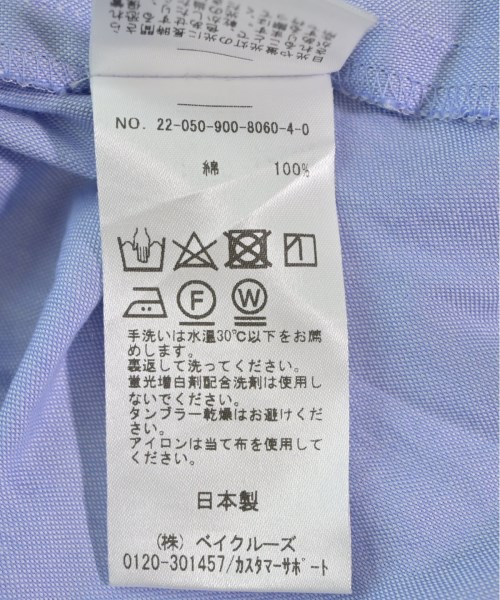 NO. 22-050-900-8060-4-0
綿 100%
F W
手洗いは水温30℃以下をお薦
めします。
裏返して洗ってください。
蛍光増白剤配合洗剤は使用し
ないでください。
タンブラー乾燥はお避けくだ
さい。
アイロンは当て布を使用して
ください。
日本製
(株) ベイクルーズ
0120-301457/カスタマーサポート